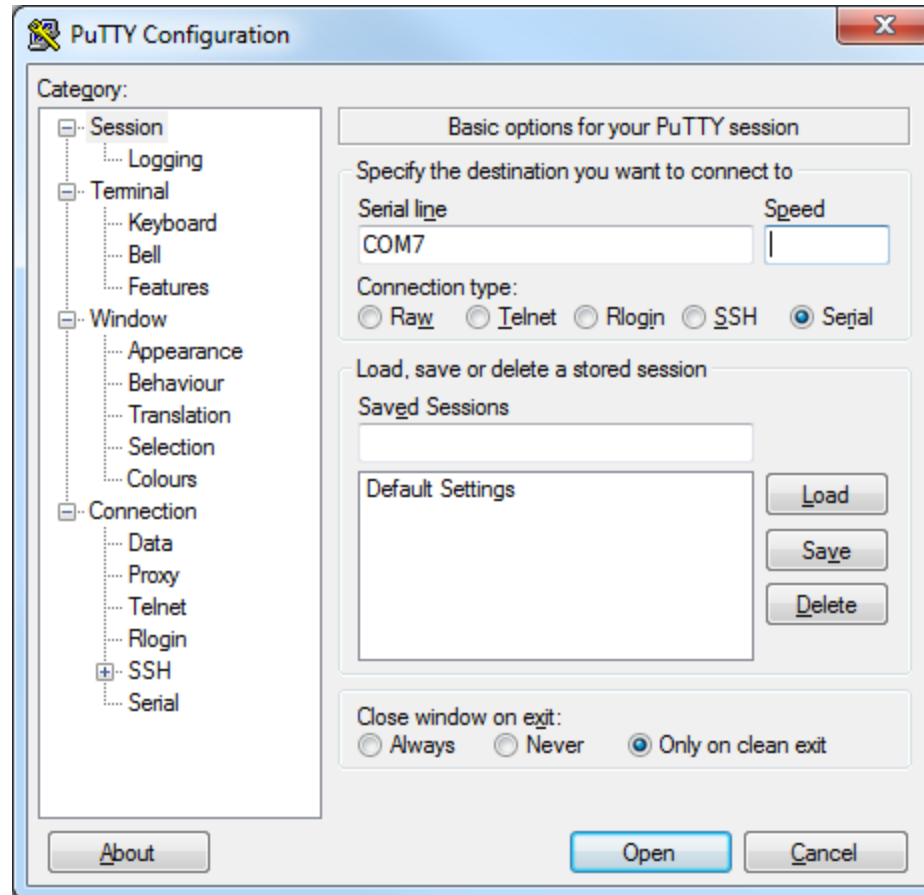 PuTTY Configuration
Category:
Session
Logging
Terminal
Keyboard
Bell
Features
Window
Appearance
Behaviour
Translation
Selection
Colours
Connection
Data
Proxy
Telnet
Rlogin
SSH
Serial
Basic options for your PuTTY session
Specify the destination you want to connect to
Serial line Speed
COM7
Connection type:
Raw Telnet Rlogin SSH Serial
Load, save or delete a stored session
Saved Sessions
Default Settings
Load
Save
Delete
Close window on exit:
Always Never Only on clean exit
About Open Cancel